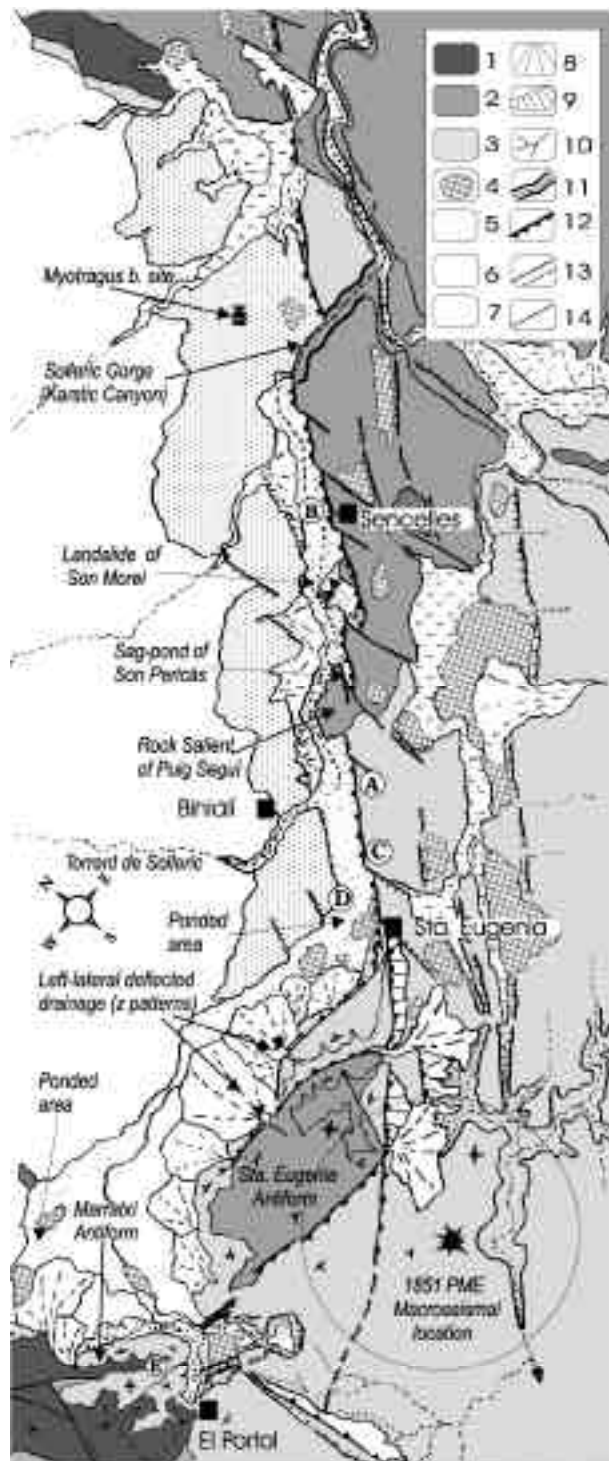 1 8
2 9
3 10
4 11
5 12
6 13
7 14
Myotragus b. site
Solleric Gorge
(Karstic Canyon)
B
Sencelles
Landslide of
Son Morel
Sag-pond of
Son Pericás
Rock Salient
of Puig Seguí
A
Biniali
C
Torrent de Solleric
N
E
W
S
D
Ponded
area
Sta. Eugenia
Left-lateral deflected
drainage (z patterns)
Ponded
area
Sta. Eugenia
Antiform
Marratxi
Antiform
1851 PME
Macroseismal
location
E
El Portol